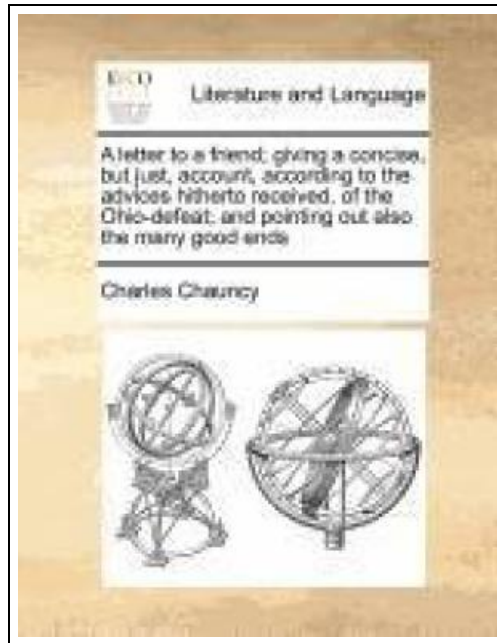 ECCO
Literature and Language
A letter to a friend; giving a concise,
but just, account, according to the
advices hitherto received, of the
Ohio-defeat; and pointing out also
the many good ends
Charles Chauncy